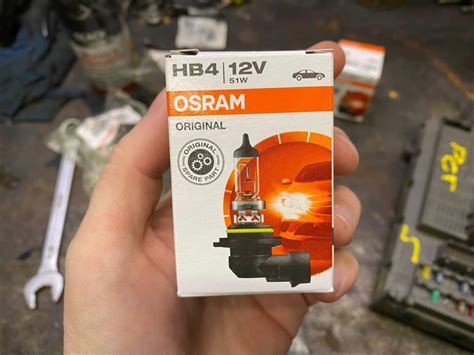 HB4 | 12V
51W
OSRAM
ORIGINAL
ORIGINAL
SPARE PART